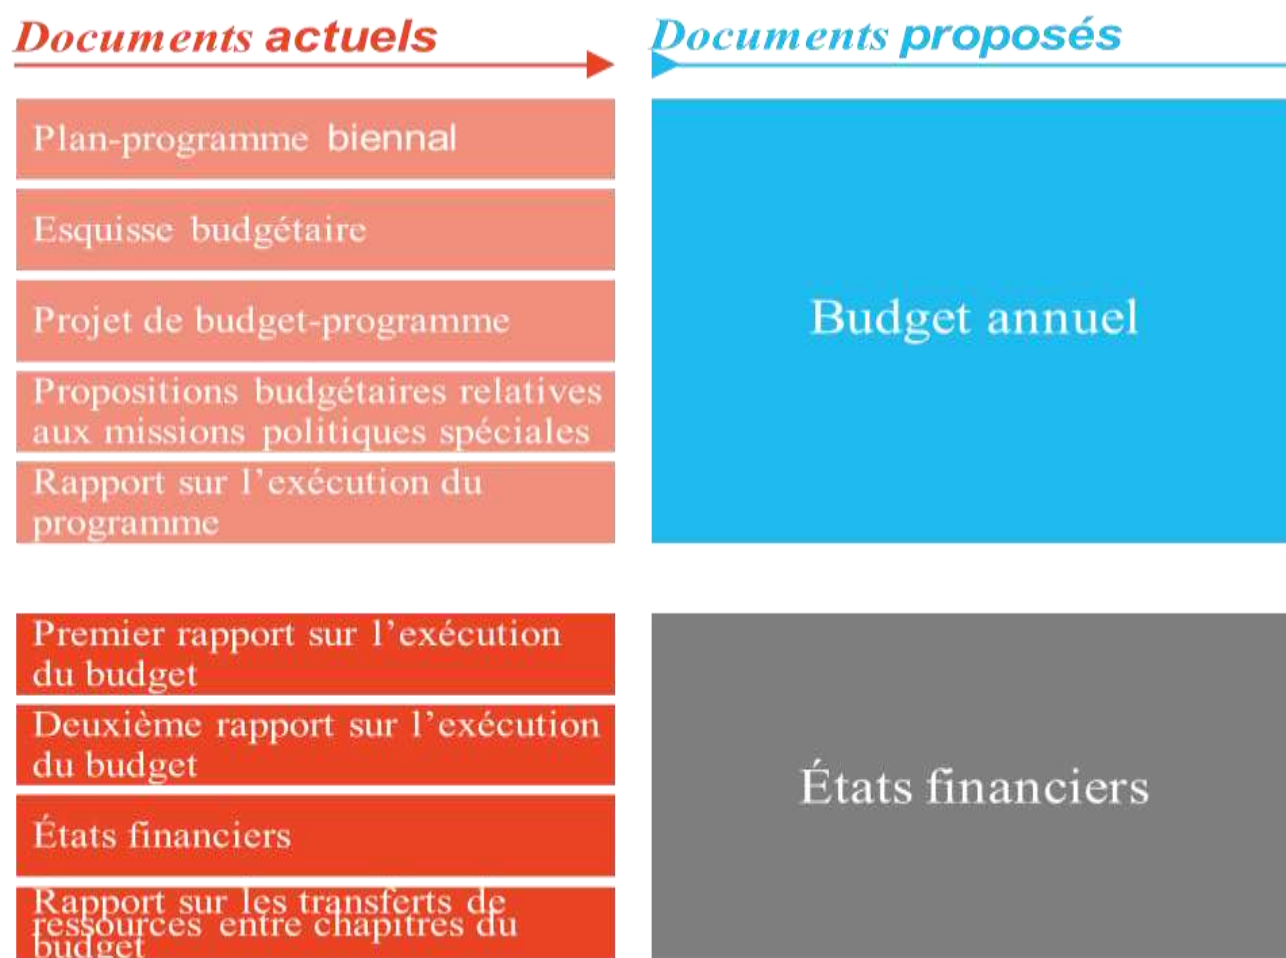 Documents actuels
Plan-programme biennal
Esquisse budgétaire
Projet de budget-programme
Propositions budgétaires relatives
aux missions politiques spéciales
Rapport sur l’exécution du
programme
Premier rapport sur l’exécution
du budget
Deuxième rapport sur l’exécution
du budget
États financiers
Rapport sur les transferts de
ressources entre chapitres du
budget
Documents proposés
Budget annuel
États financiers